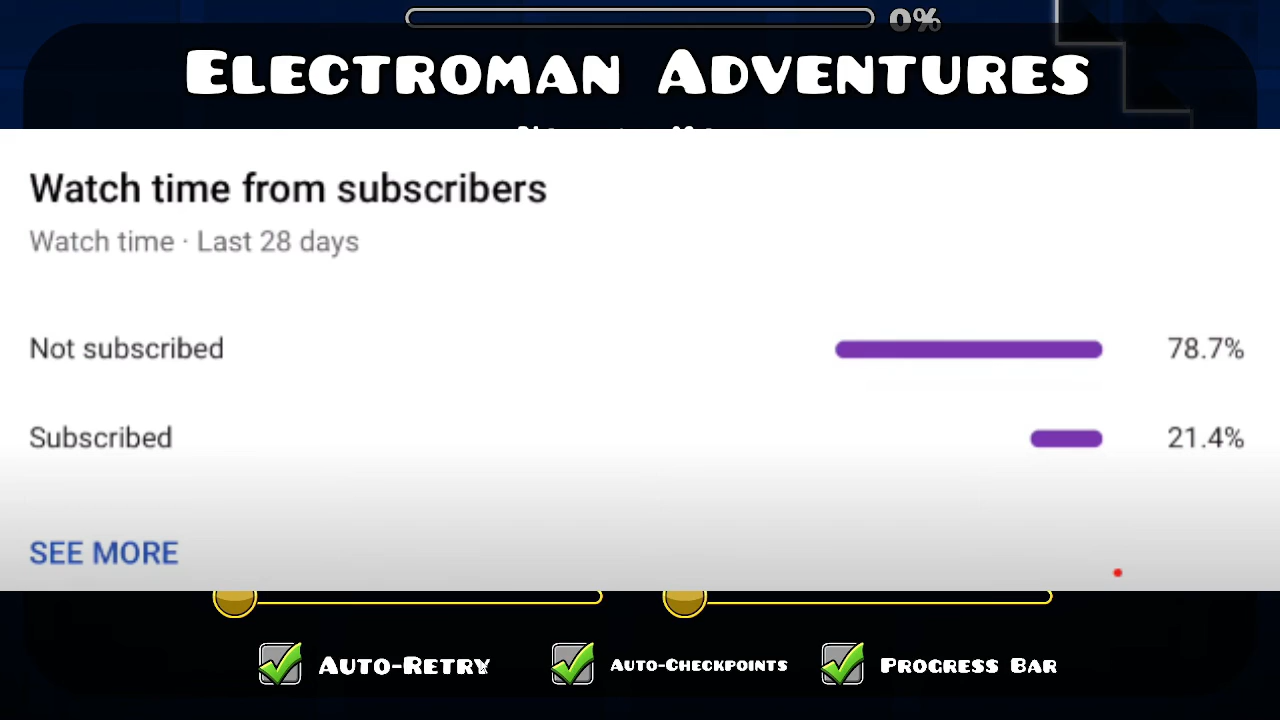 0%
Electroman Adventures
Watch time from subscribers
Watch time · Last 28 days
Not subscribed 78.7%
Subscribed 21.4%
SEE MORE
Auto-Retry Auto-Checkpoints Progress Bar